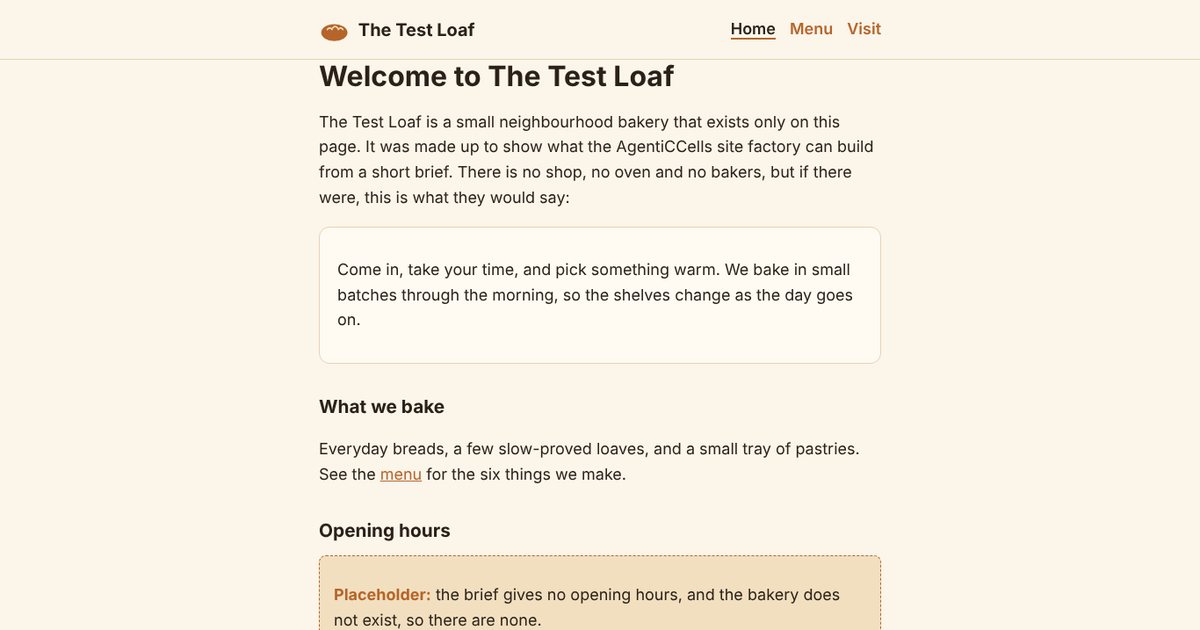 The Test Loaf
Home Menu Visit
Welcome to The Test Loaf
The Test Loaf is a small neighbourhood bakery that exists only on this
page. It was made up to show what the AgentiCCells site factory can build
from a short brief. There is no shop, no oven and no bakers, but if there
were, this is what they would say:
Come in, take your time, and pick something warm. We bake in small
batches through the morning, so the shelves change as the day goes
on.
What we bake
Everyday breads, a few slow-proved loaves, and a small tray of pastries.
See the menu for the six things we make.
Opening hours
Placeholder: the brief gives no opening hours, and the bakery does
not exist, so there are none.